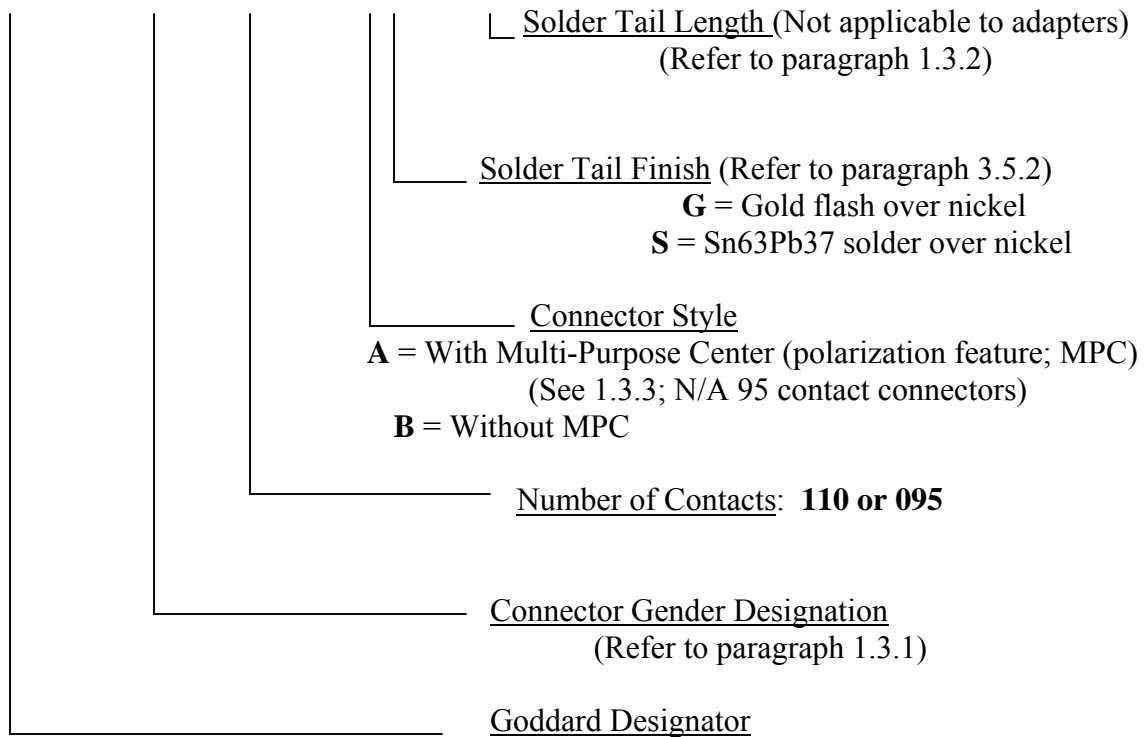 Solder Tail Length (Not applicable to adapters)
(Refer to paragraph 1.3.2)
Solder Tail Finish (Refer to paragraph 3.5.2)
G = Gold flash over nickel
S = Sn63Pb37 solder over nickel
Connector Style
A = With Multi-Purpose Center (polarization feature; MPC)
(See 1.3.3; N/A 95 contact connectors)
B = Without MPC
Number of Contacts: 110 or 095
Connector Gender Designation
(Refer to paragraph 1.3.1)
Goddard Designator